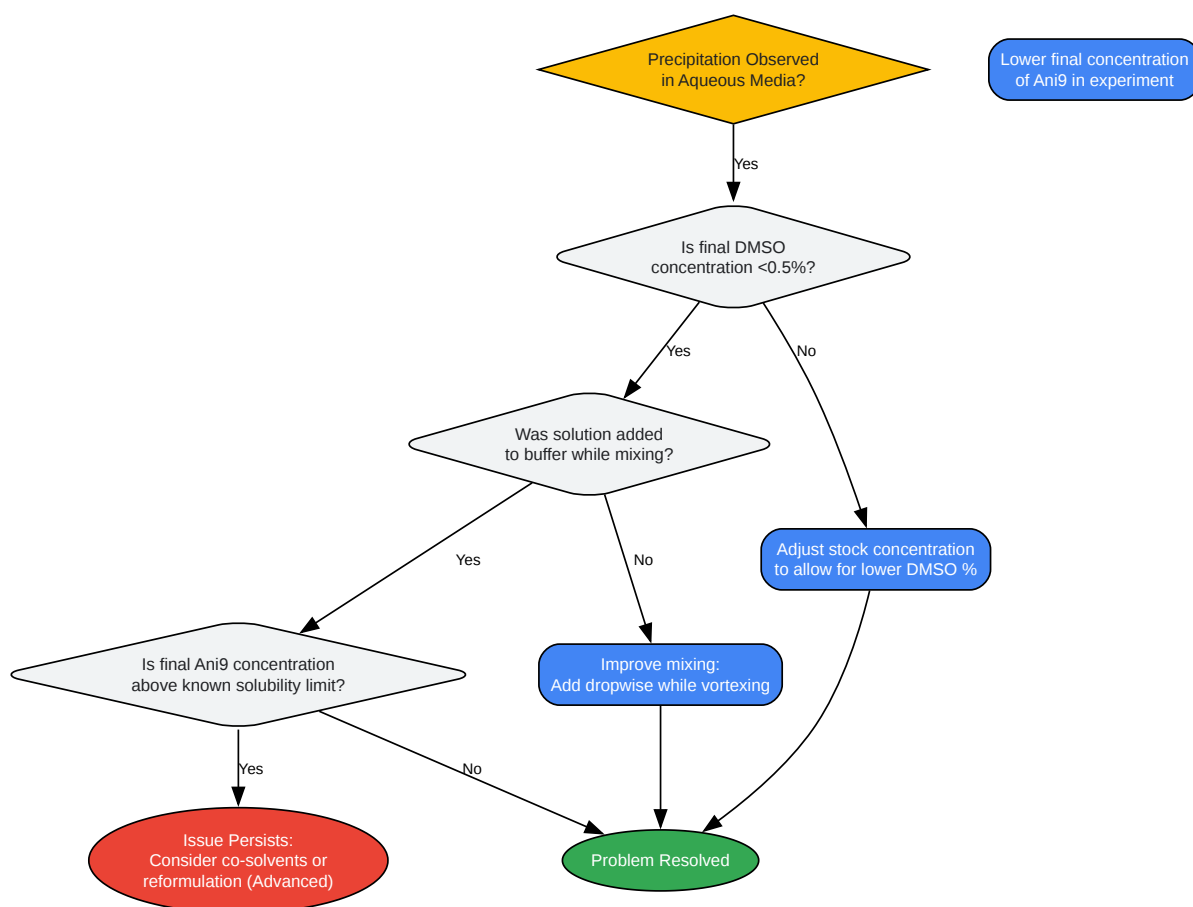 Precipitation Observed
in Aqueous Media?
Lower final concentration
of Ani9 in experiment
Yes
Is final DMSO
concentration <0.5%?
Yes
No
Was solution added
to buffer while mixing?
Yes
No
Adjust stock concentration
to allow for lower DMSO %
Is final Ani9 concentration
above known solubility limit?
Improve mixing:
Add dropwise while vortexing
Yes
No
Issue Persists:
Consider co-solvents or
reformulation (Advanced)
Problem Resolved